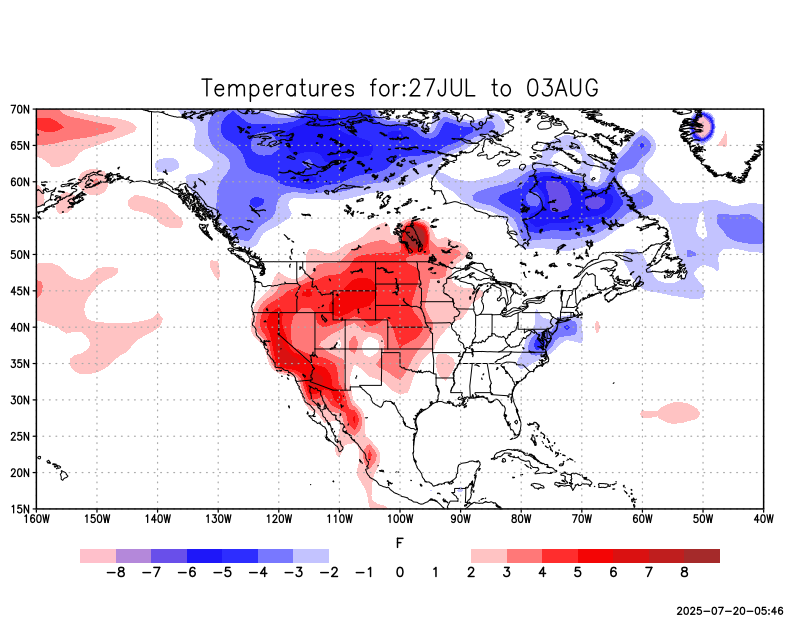 Temperatures for:27JUL to 03AUG
70N
65N
60N
55N
50N
45N
40N
35N
30N
25N
20N
15N
160W 150W 140W 130W 120W 110W 100W 90W 80W 70W 60W 50W 40W
F
−8 −7 −6 −5 −4 −3 −2 −1 0 1 2 3 4 5 6 7 8
2025-07-20-05:46